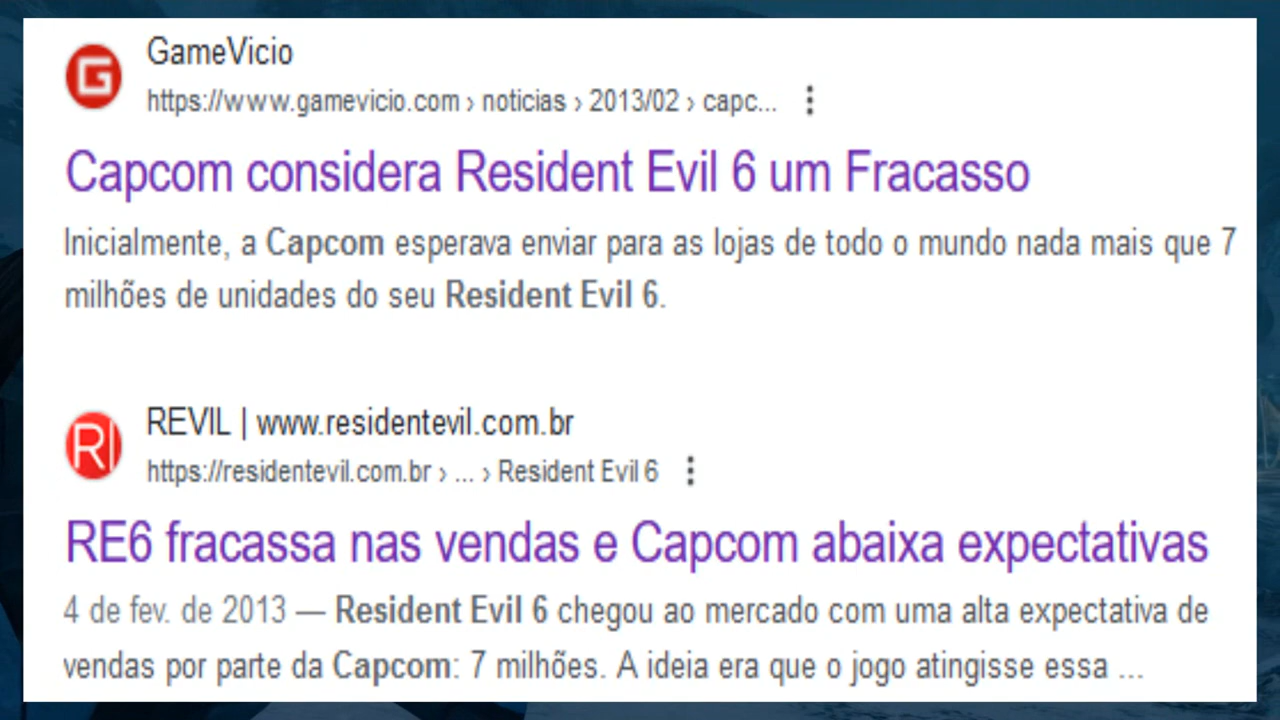 GameVicio
https://www.gamevicio.com › noticias › 2013/02 › capc...
Capcom considera Resident Evil 6 um Fracasso
Inicialmente, a Capcom esperava enviar para as lojas de todo o mundo nada mais que 7
milhões de unidades do seu Resident Evil 6.
REVIL | www.residentevil.com.br
https://residentevil.com.br › ... › Resident Evil 6
RE6 fracassa nas vendas e Capcom abaixa expectativas
4 de fev. de 2013 — Resident Evil 6 chegou ao mercado com uma alta expectativa de
vendas por parte da Capcom: 7 milhões. A ideia era que o jogo atingisse essa ...